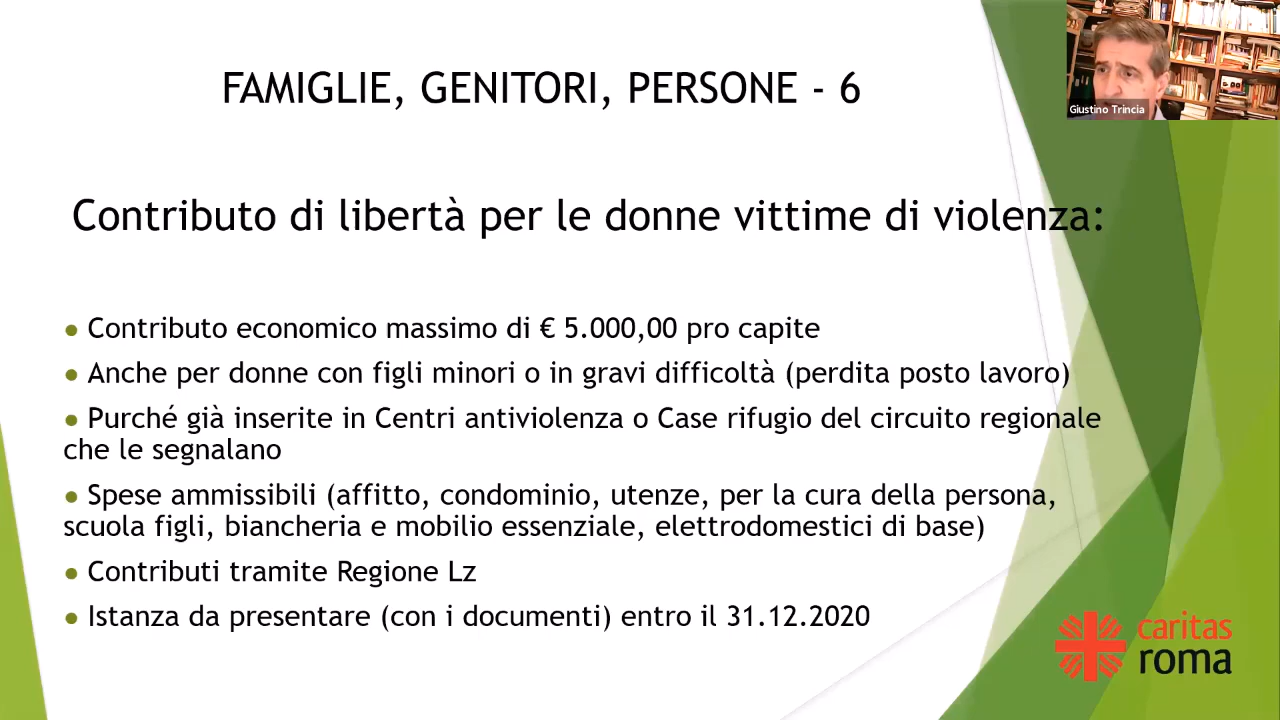 FAMIGLIE, GENITORI, PERSONE - 6
Giustino Trincia
Contributo di libertà per le donne vittime di violenza:
● Contributo economico massimo di € 5.000,00 pro capite
● Anche per donne con figli minori o in gravi difficoltà (perdita posto lavoro)
● Purché già inserite in Centri antiviolenza o Case rifugio del circuito regionale
che le segnalano
● Spese ammissibili (affitto, condominio, utenze, per la cura della persona,
scuola figli, biancheria e mobilio essenziale, elettrodomestici di base)
● Contributi tramite Regione Lz
● Istanza da presentare (con i documenti) entro il 31.12.2020
caritas
roma